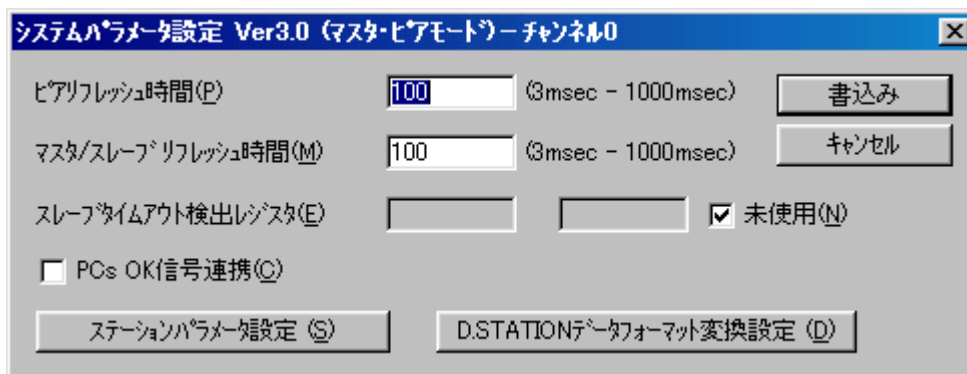 システムﾊﾟﾗﾒｰﾀ設定 Ver3.0 (ﾏｽﾀ･ﾋﾟｱﾓｰﾄﾞ)－ﾁｬﾝﾈﾙ0
ﾋﾟｱﾘﾌﾚｯｼｭ時間(P) 100 (3msec - 1000msec) 書込み
ﾏｽﾀ/ｽﾚｰﾌﾞ ﾘﾌﾚｯｼｭ時間(M) 100 (3msec - 1000msec) ｷｬﾝｾﾙ
ｽﾚｰﾌﾞﾀｲﾑｱｳﾄ検出ﾚｼﾞｽﾀ(E) 未使用(N)
PCs OK信号連携(C)
ｽﾃｰｼｮﾝﾊﾟﾗﾒｰﾀ設定 (S) D.STATIONﾃﾞｰﾀﾌｫｰﾏｯﾄ変換設定 (D)